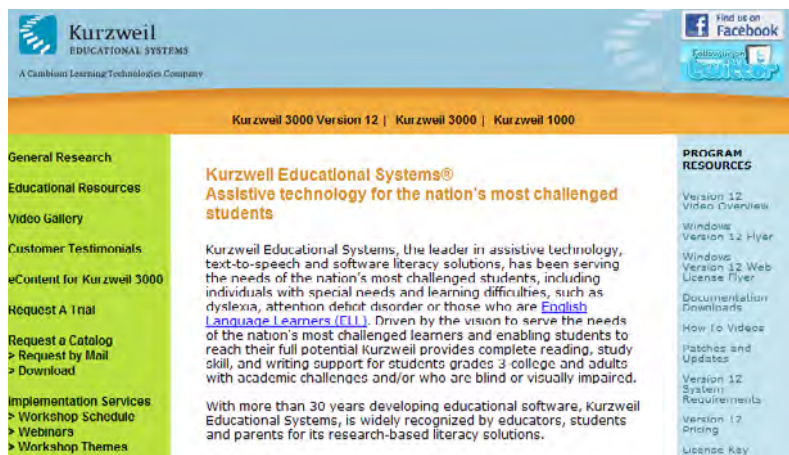 Kurzweil
EDUCATIONAL SYSTEMS
A Cambium Learning Technologies Company
Find us on
Facebook
Follow us on
twitter
Kurzweil 3000 Version 12 | Kurzweil 3000 | Kurzweil 1000
General Research
Educational Resources
Video Gallery
Customer Testimonials
eContent for Kurzweil 3000
Request A Trial
Request a Catalog
> Request by Mail
> Download
Implementation Services
> Workshop Schedule
> Webinars
> Workshop Themes
Kurzweil Educational Systems®
Assistive technology for the nation's most challenged
students
Kurzweil Educational Systems, the leader in assistive technology,
text-to-speech and software literacy solutions, has been serving
the needs of the nation's most challenged students, including
individuals with special needs and learning difficulties, such as
dyslexia, attention deficit disorder or those who are English
Language Learners (ELL). Driven by the vision to serve the needs
of the nation's most challenged learners and enabling students to
reach their full potential Kurzweil provides complete reading, study
skill, and writing support for students grades 3-college and adults
with academic challenges and/or who are blind or visually impaired.
With more than 30 years developing educational software, Kurzweil
Educational Systems, is widely recognized by educators, students
and parents for its research-based literacy solutions.
PROGRAM
RESOURCES
Version 12
Video Overview
Windows
Version 12 Flyer
Windows
Version 12 Web
License Flyer
Documentation
Downloads
How To Videos
Patches and
Updates
Version 12
System
Requirements
Version 12
Pricing
License Key